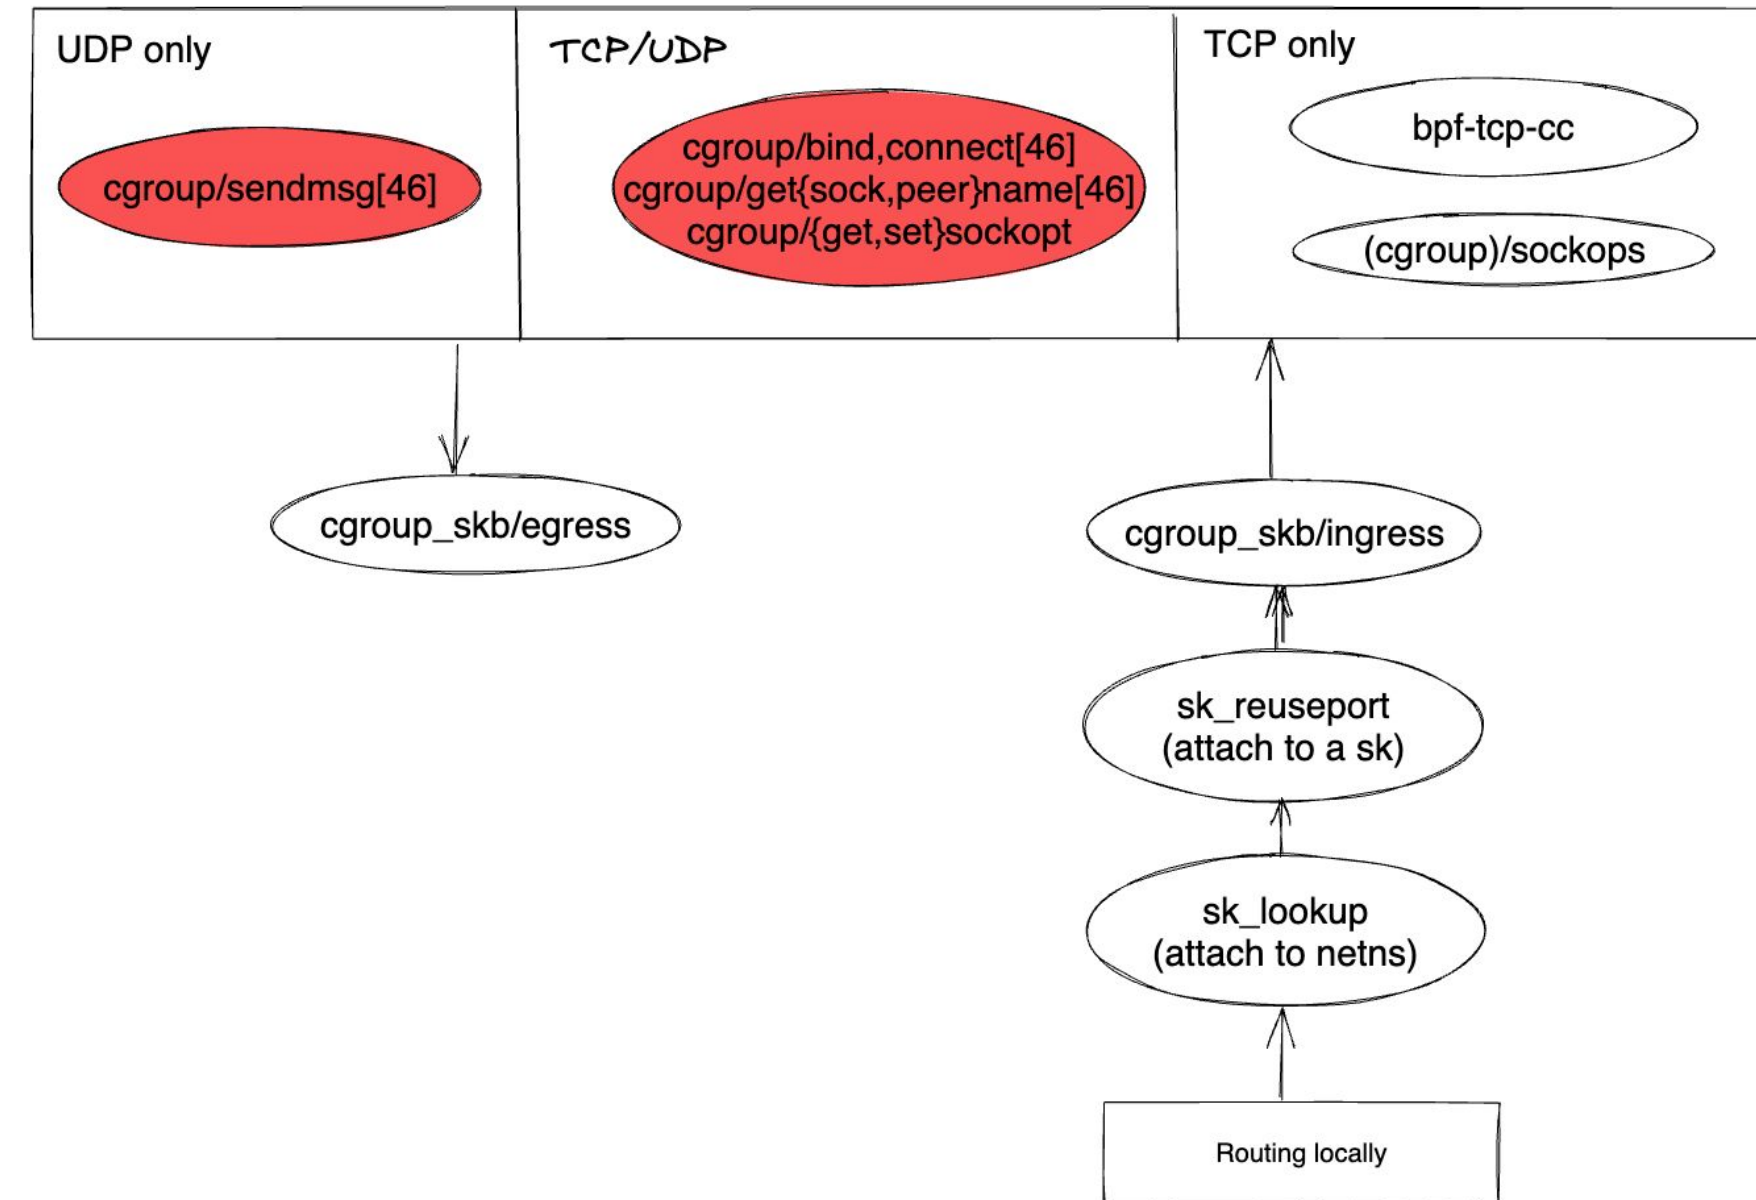 UDP only
cgroup/sendmsg[46]
TCP/UDP
cgroup/bind,connect[46]
cgroup/get{sock,peer}name[46]
cgroup/{get,set}sockopt
TCP only
bpf-tcp-cc
(cgroup)/sockops
cgroup_skb/egress
cgroup_skb/ingress
sk_reuseport
(attach to a sk)
sk_lookup
(attach to netns)
Routing locally